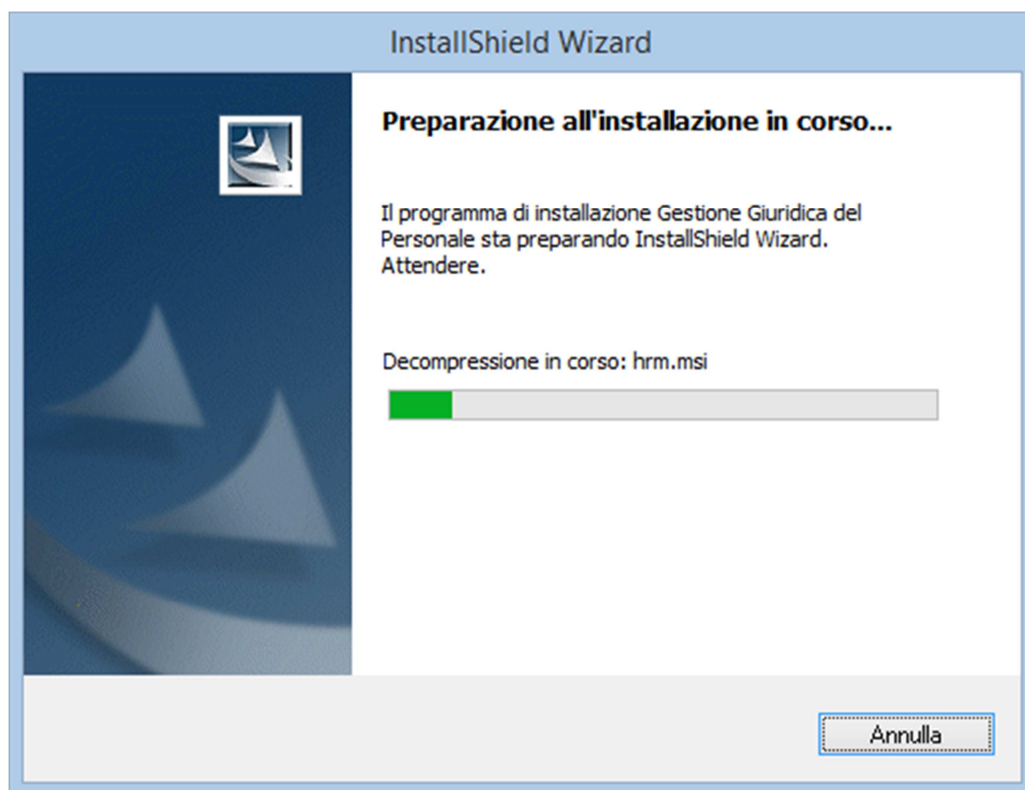 InstallShield Wizard
Preparazione all'installazione in corso...
Il programma di installazione Gestione Giuridica del
Personale sta preparando InstallShield Wizard.
Attendere.
Decompressione in corso: hrm.msi
Annulla